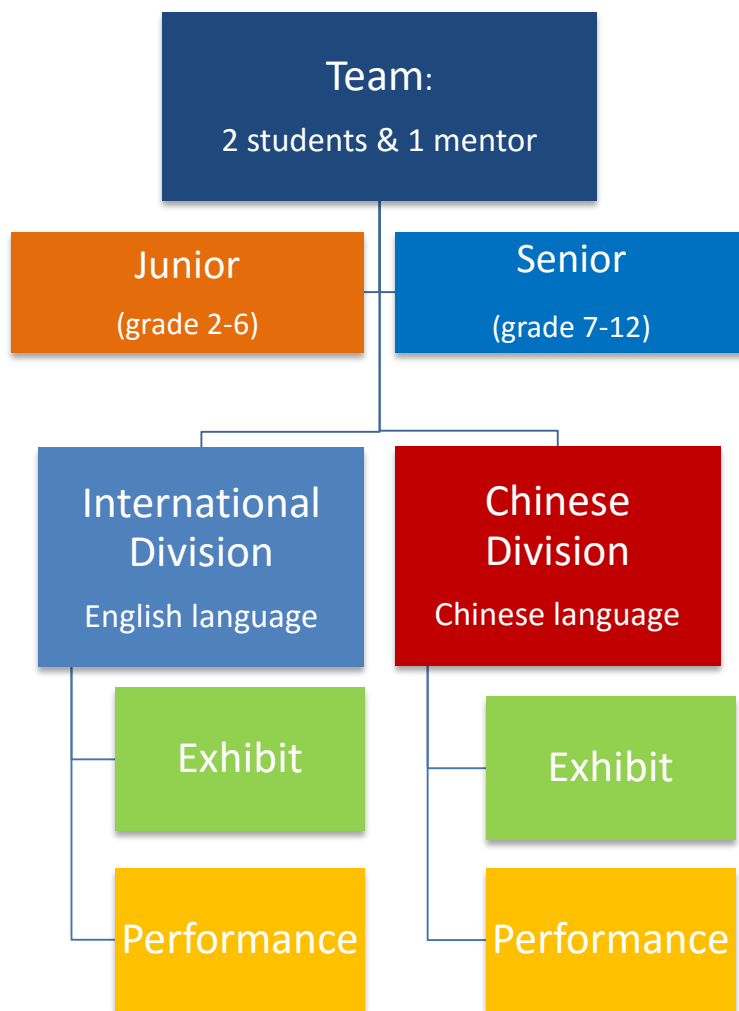 Team:
2 students & 1 mentor
Junior
(grade 2-6)
Senior
(grade 7-12)
International
Division
English language
Chinese
Division
Chinese language
Exhibit
Exhibit
Performance
Performance